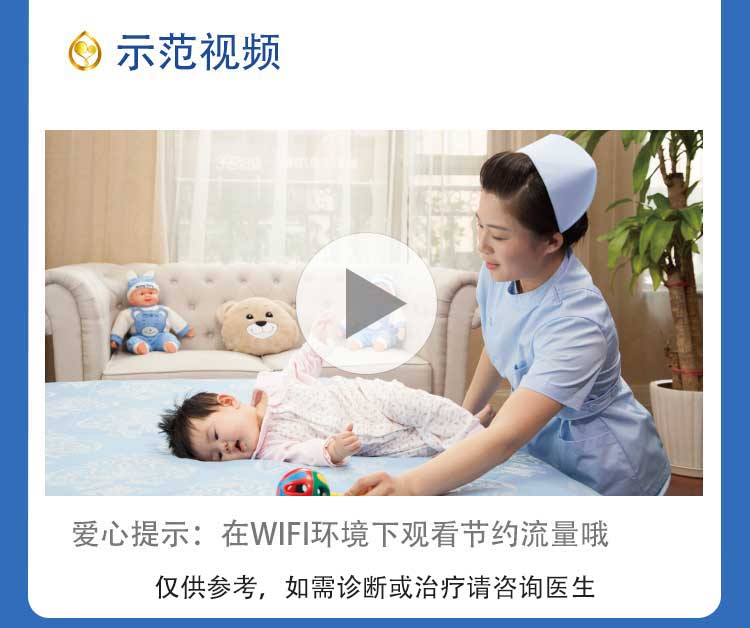 示范视频
爱心提示：在WIFI环境下观看节约流量哦
仅供参考，如需诊断或治疗请咨询医生